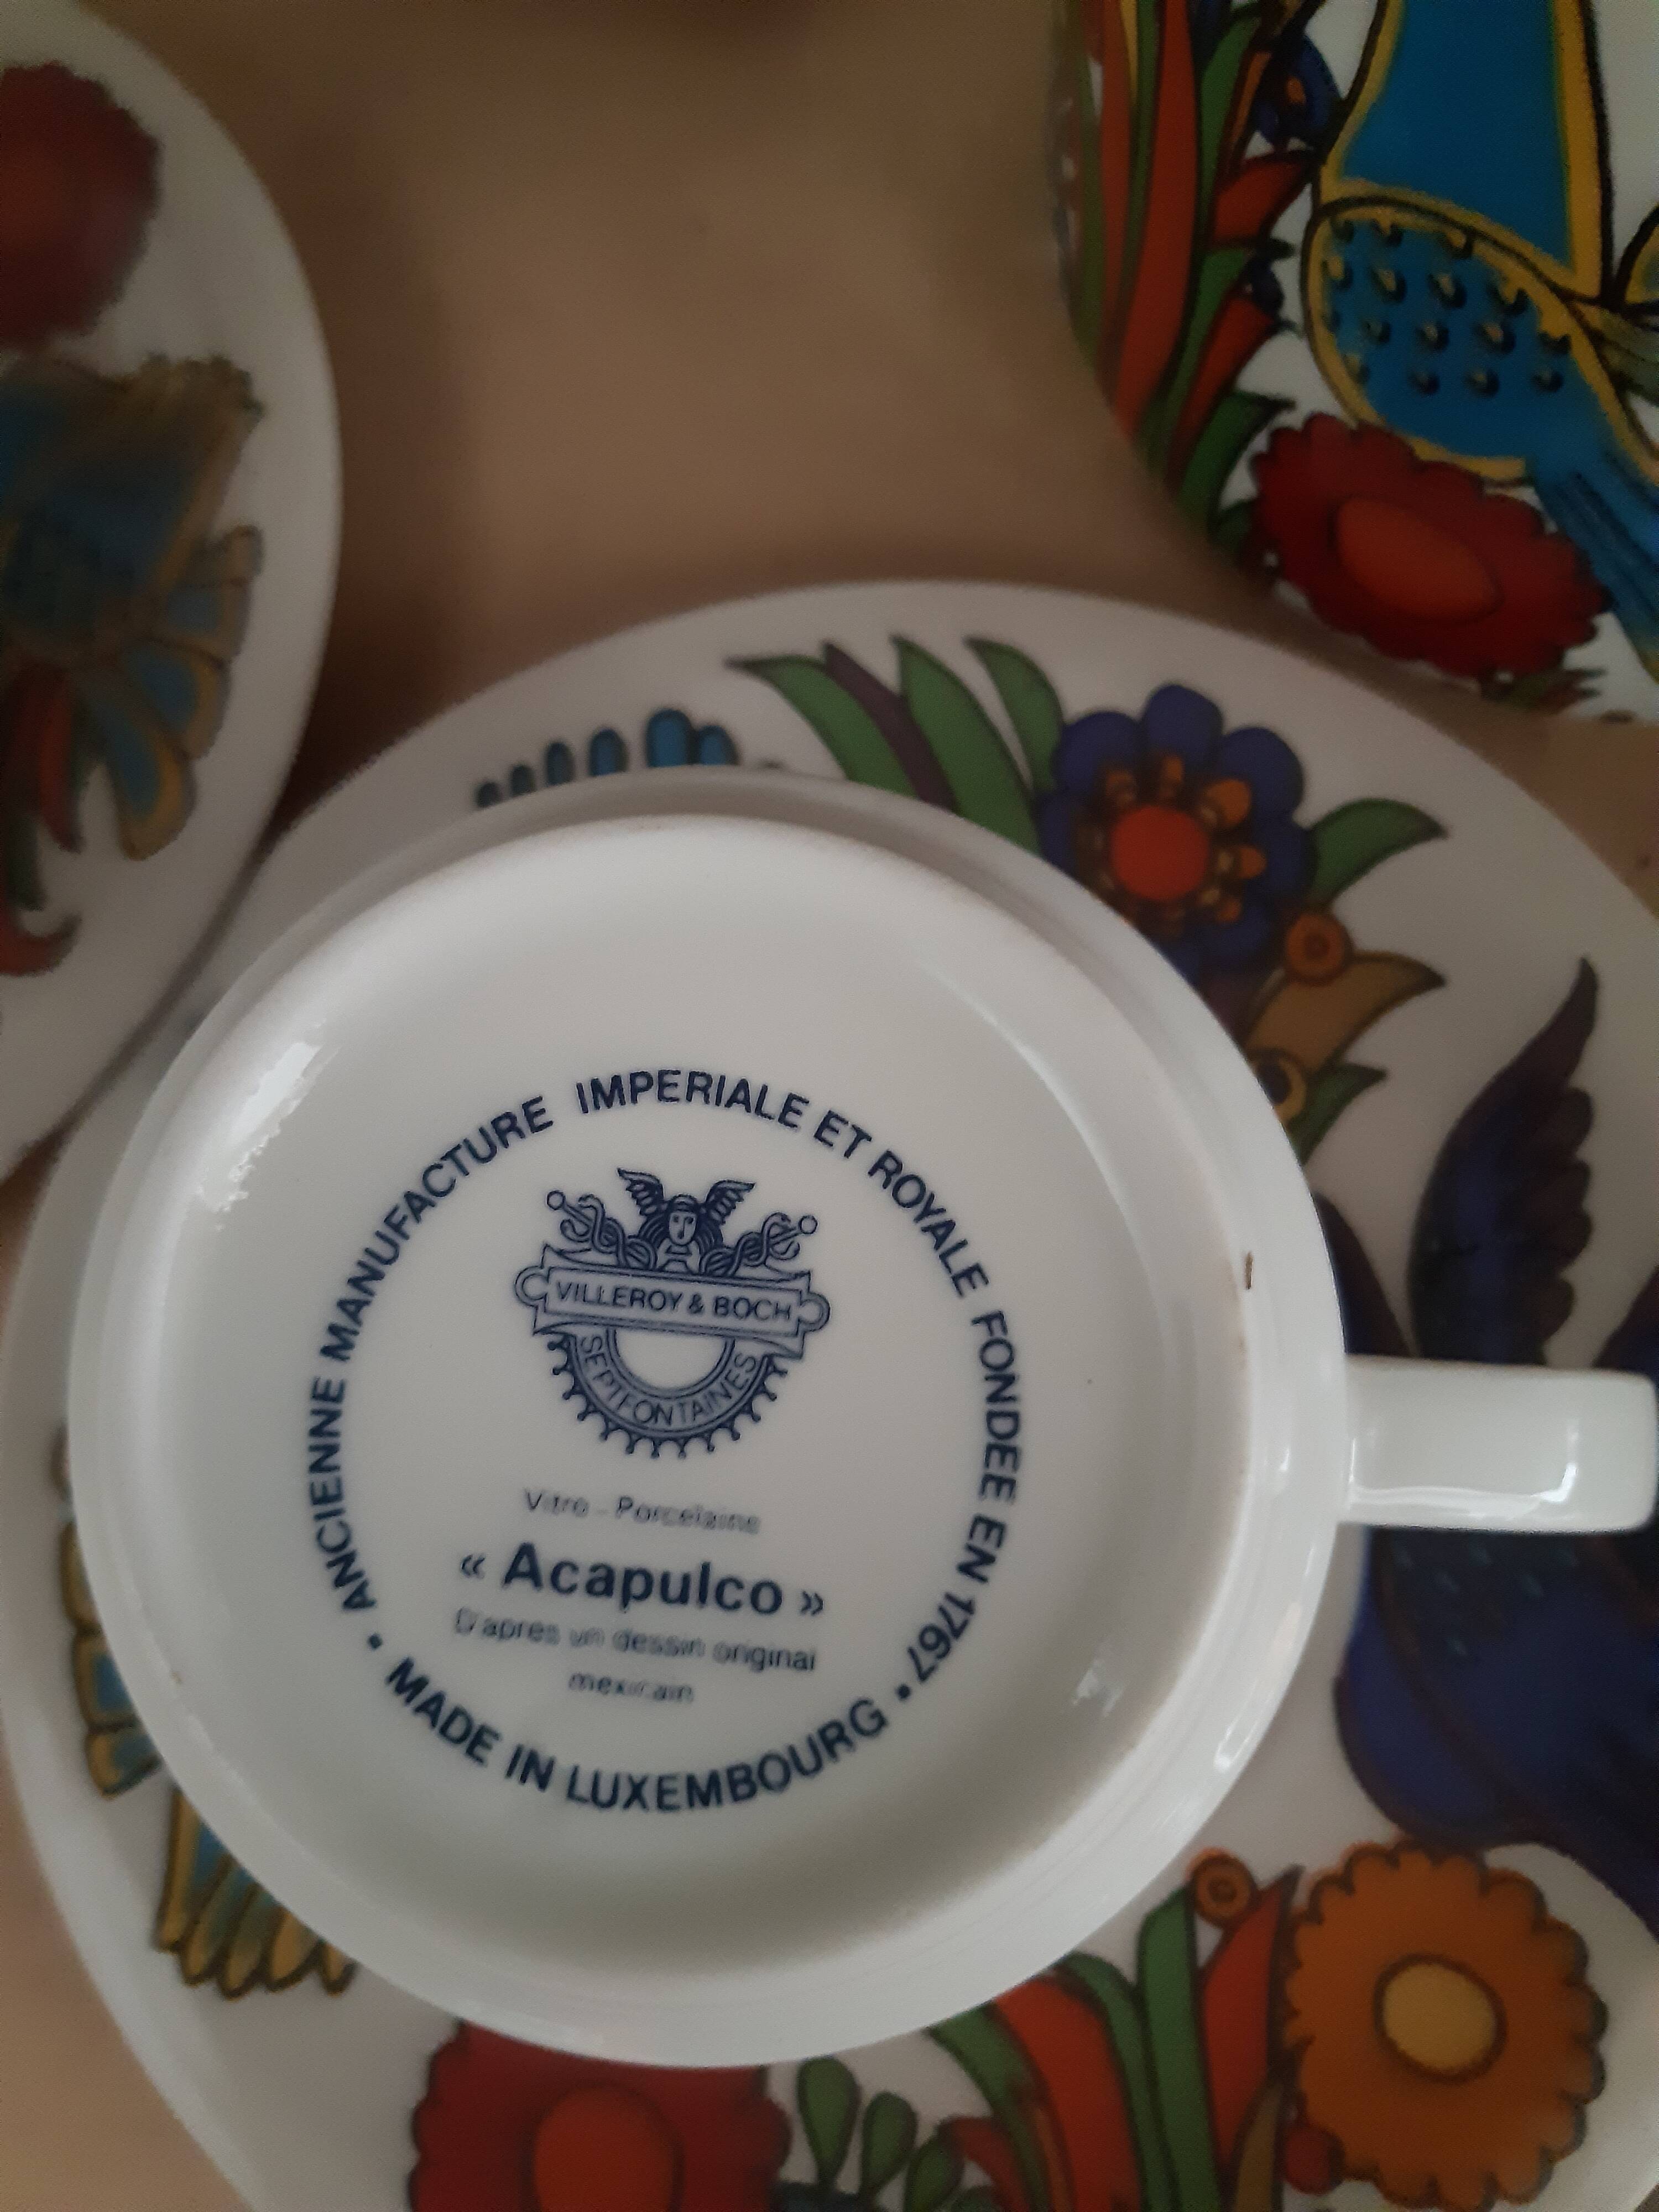 ANCIENNE MANUFACTURE IMPERIALE ET ROYALE FONDEE EN 1767 •
VILLEROY & BOCH
SEPTFONTAINES
Vitro - Porcelaine
« Acapulco »
D'apres un dessin original
mexicain
MADE IN LUXEMBOURG •